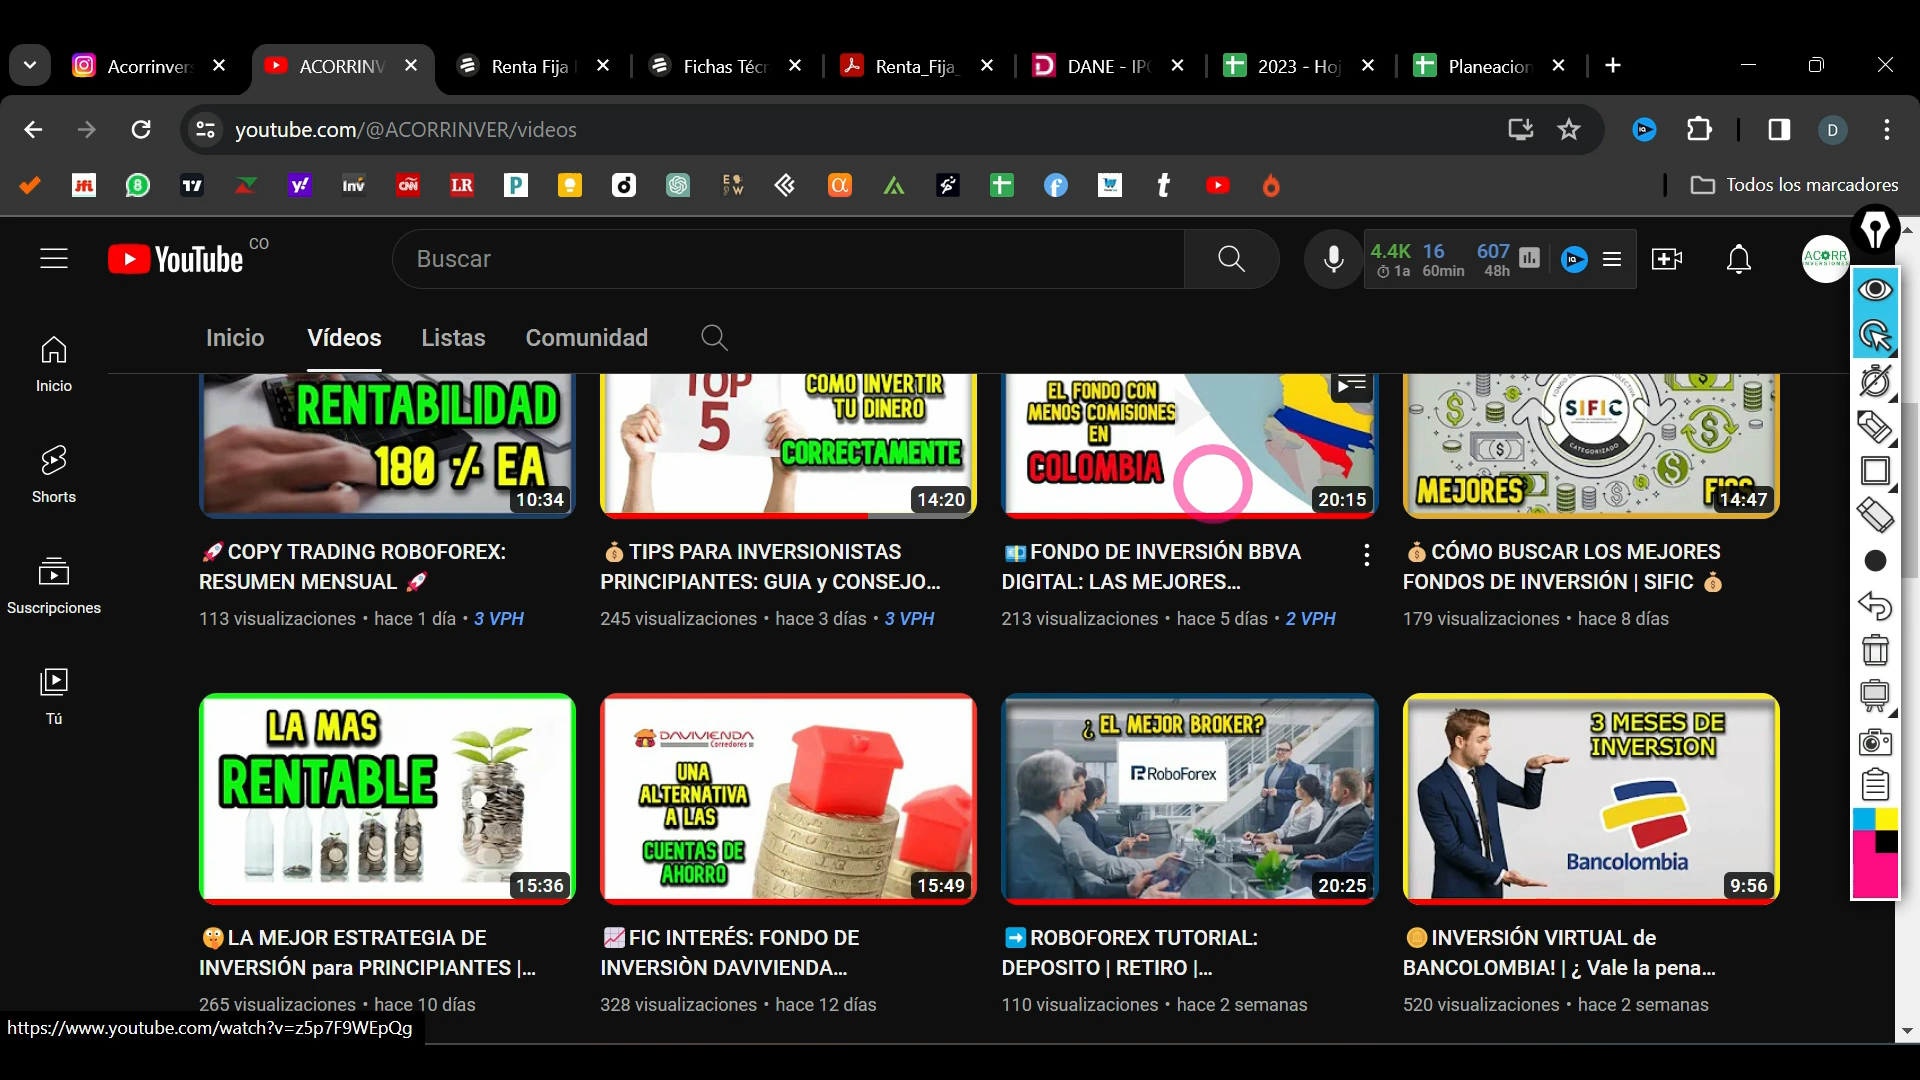 Acorrinver
ACORRINV
Renta Fija
Fichas Técn
Renta_Fija_
DANE - IPC
2023 - Hoj
Planeacion
youtube.com/@ACORRINVER/videos
D
Todos los marcadores
YouTube CO
Buscar
4.4K 16 607
1a 60min 48h
ACORR
INVERSIONES
Inicio Vídeos Listas Comunidad
Inicio
Shorts
Suscripciones
Tú
RENTABILIDAD
180 % EA
10:34
TOP
5
COMO INVERTIR
TU DINERO
CORRECTAMENTE
14:20
EL FONDO CON
MENOS COMISIONES
EN
COLOMBIA
20:15
SIFIC
CATEGORIZADO
MEJORES FICS
14:47
🚀COPY TRADING ROBOFOREX:
RESUMEN MENSUAL 🚀
113 visualizaciones • hace 1 día • 3 VPH
💰TIPS PARA INVERSIONISTAS
PRINCIPIANTES: GUIA y CONSEJO...
245 visualizaciones • hace 3 días • 3 VPH
💶FONDO DE INVERSIÓN BBVA
DIGITAL: LAS MEJORES...
213 visualizaciones • hace 5 días • 2 VPH
💰CÓMO BUSCAR LOS MEJORES
FONDOS DE INVERSIÓN | SIFIC 💰
179 visualizaciones • hace 8 días
LA MAS
RENTABLE
15:36
DAVIVIENDA
Corredores
UNA
ALTERNATIVA
A LAS
CUENTAS DE
AHORRO
15:49
¿ EL MEJOR BROKER?
RoboForex
20:25
3 MESES DE
INVERSION
Bancolombia
9:56
🤫LA MEJOR ESTRATEGIA DE
INVERSIÓN para PRINCIPIANTES |...
265 visualizaciones • hace 10 días
📈FIC INTERÉS: FONDO DE
INVERSIÒN DAVIVIENDA...
328 visualizaciones • hace 12 días
➡️ROBOFOREX TUTORIAL:
DEPOSITO | RETIRO |...
110 visualizaciones • hace 2 semanas
🪙INVERSIÓN VIRTUAL de
BANCOLOMBIA! | ¿ Vale la pena...
520 visualizaciones • hace 2 semanas
https://www.youtube.com/watch?v=z5p7F9WEpQg